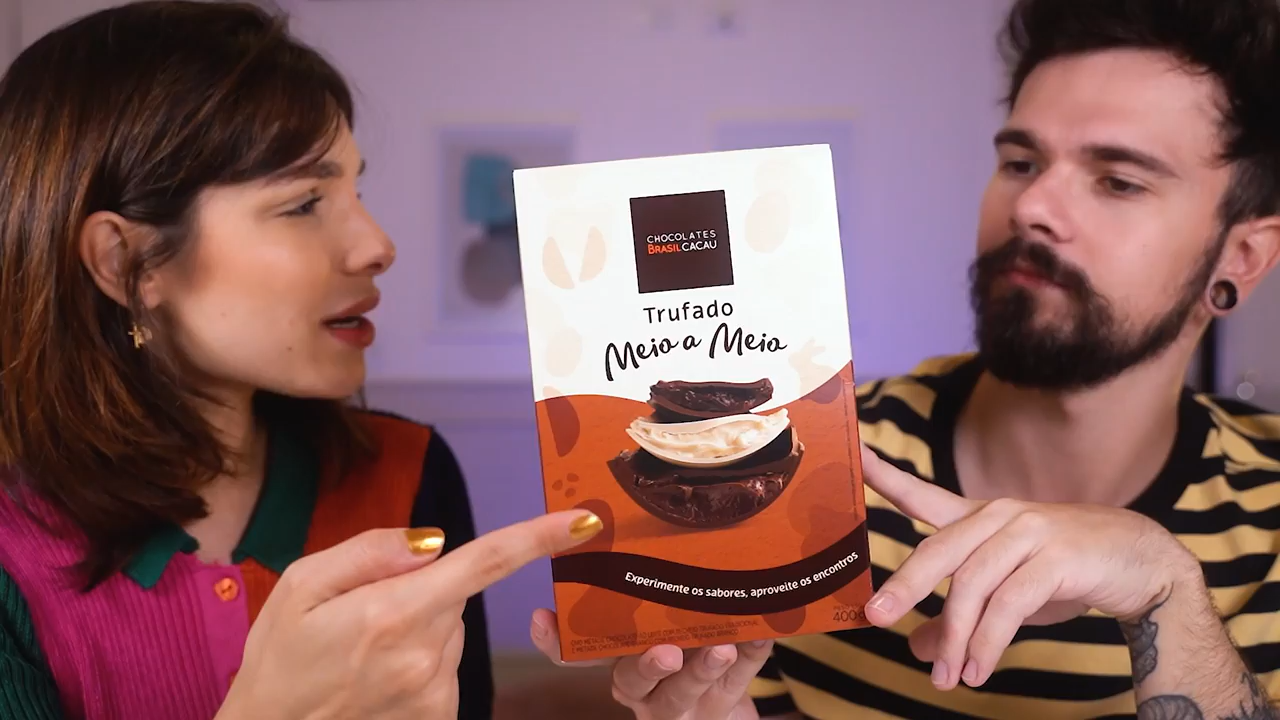 CHOCOLATES
BRASIL CACAU
Trufado
Meio a Meio
Experimente os sabores, aproveite os encontros
400g